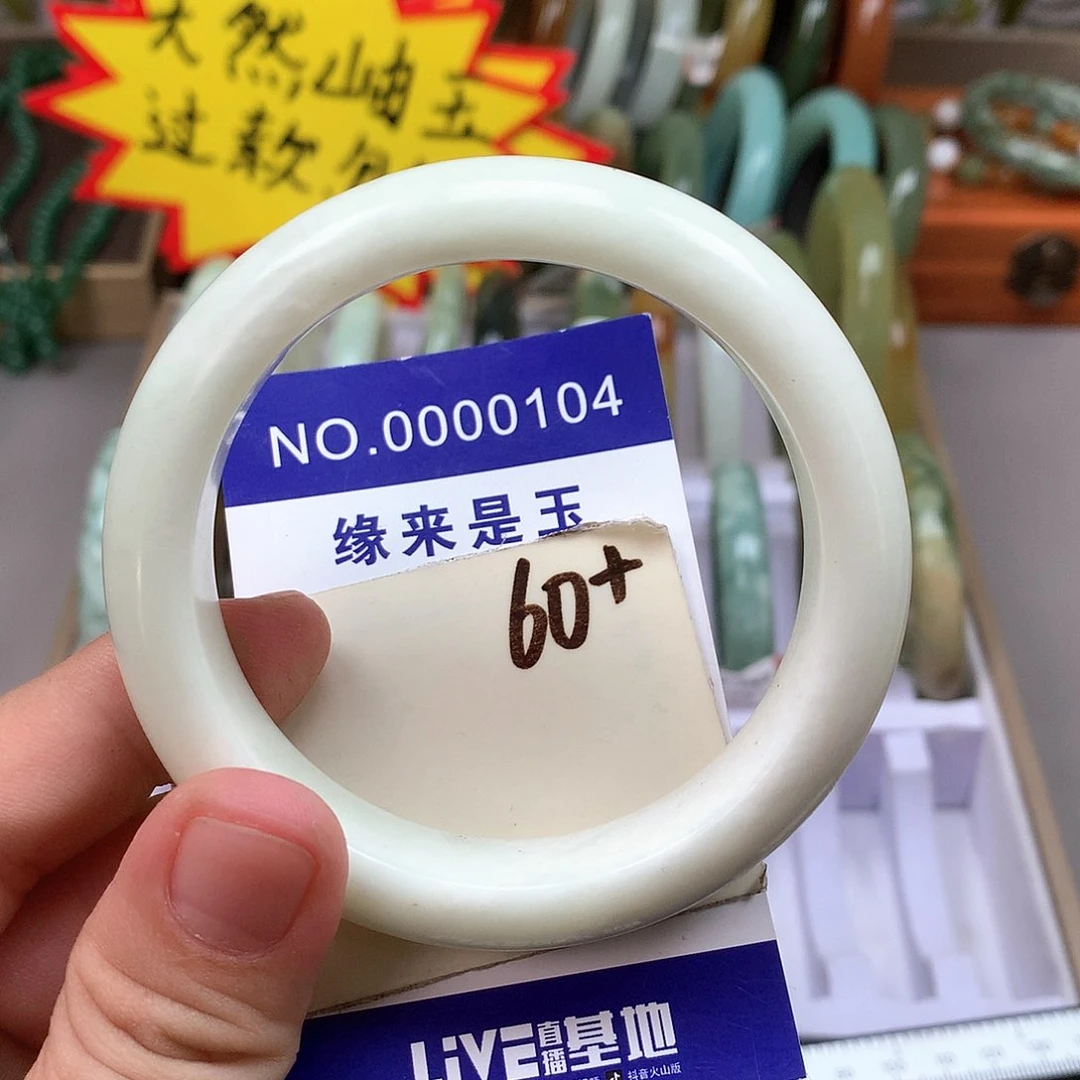 天然岫玉
过款
NO.0000104
缘来是玉
60+
LiVE直播基地
抖音火山版